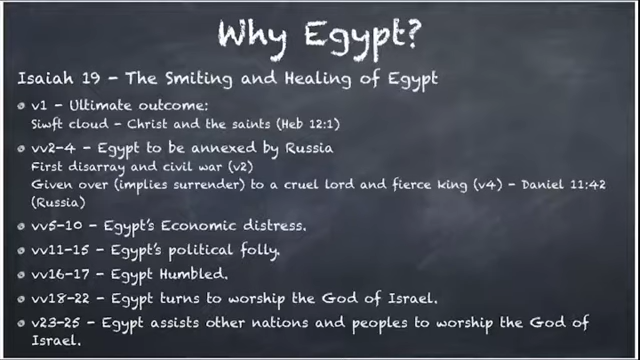 Why Egypt?
Isaiah 19 - The Smiting and Healing of Egypt
v1 - Ultimate outcome:
Siwft cloud - Christ and the saints (Heb 12:1)
vv2-4 - Egypt to be annexed by Russia
First disarray and civil war (v2)
Given over (implies surrender) to a cruel lord and fierce king (v4) - Daniel 11:42
(Russia)
vv5-10 - Egypt's Economic distress.
vv11-15 - Egypt's political folly.
vv16-17 - Egypt Humbled.
vv18-22 - Egypt turns to worship the God of Israel.
v23-25 - Egypt assists other nations and peoples to worship the God of
Israel.